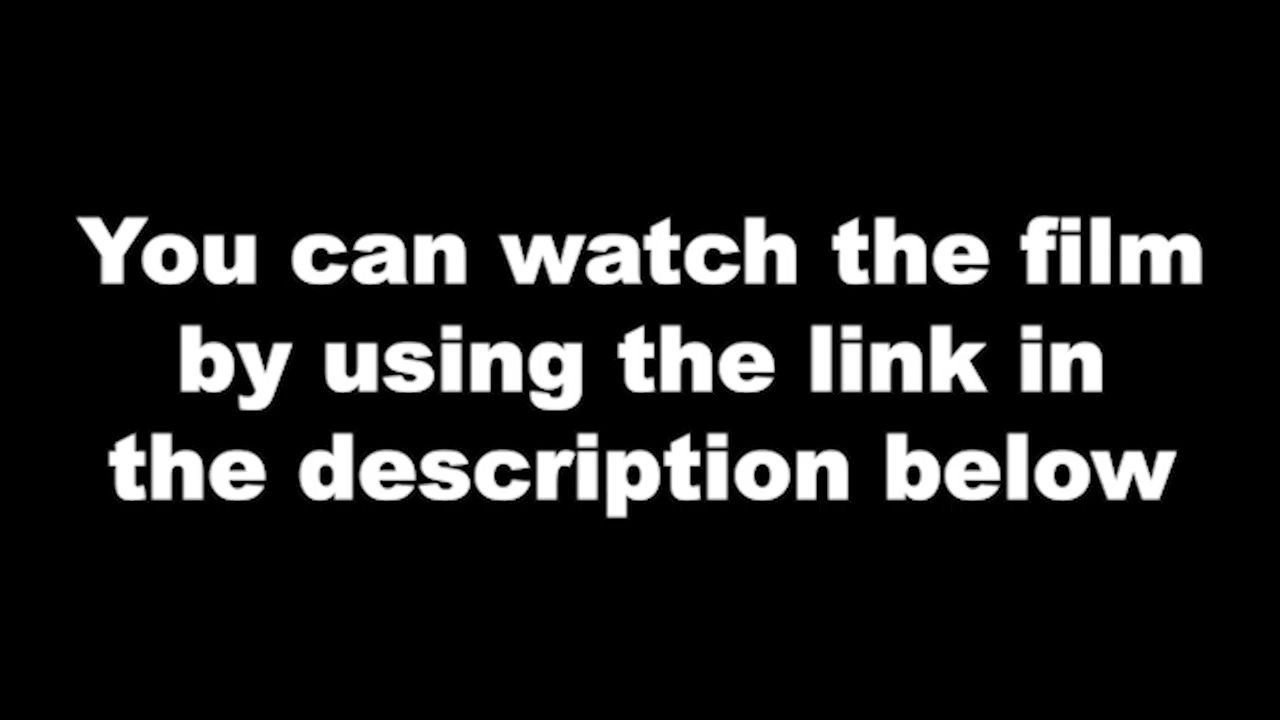 You can watch the film
by using the link in
the description below